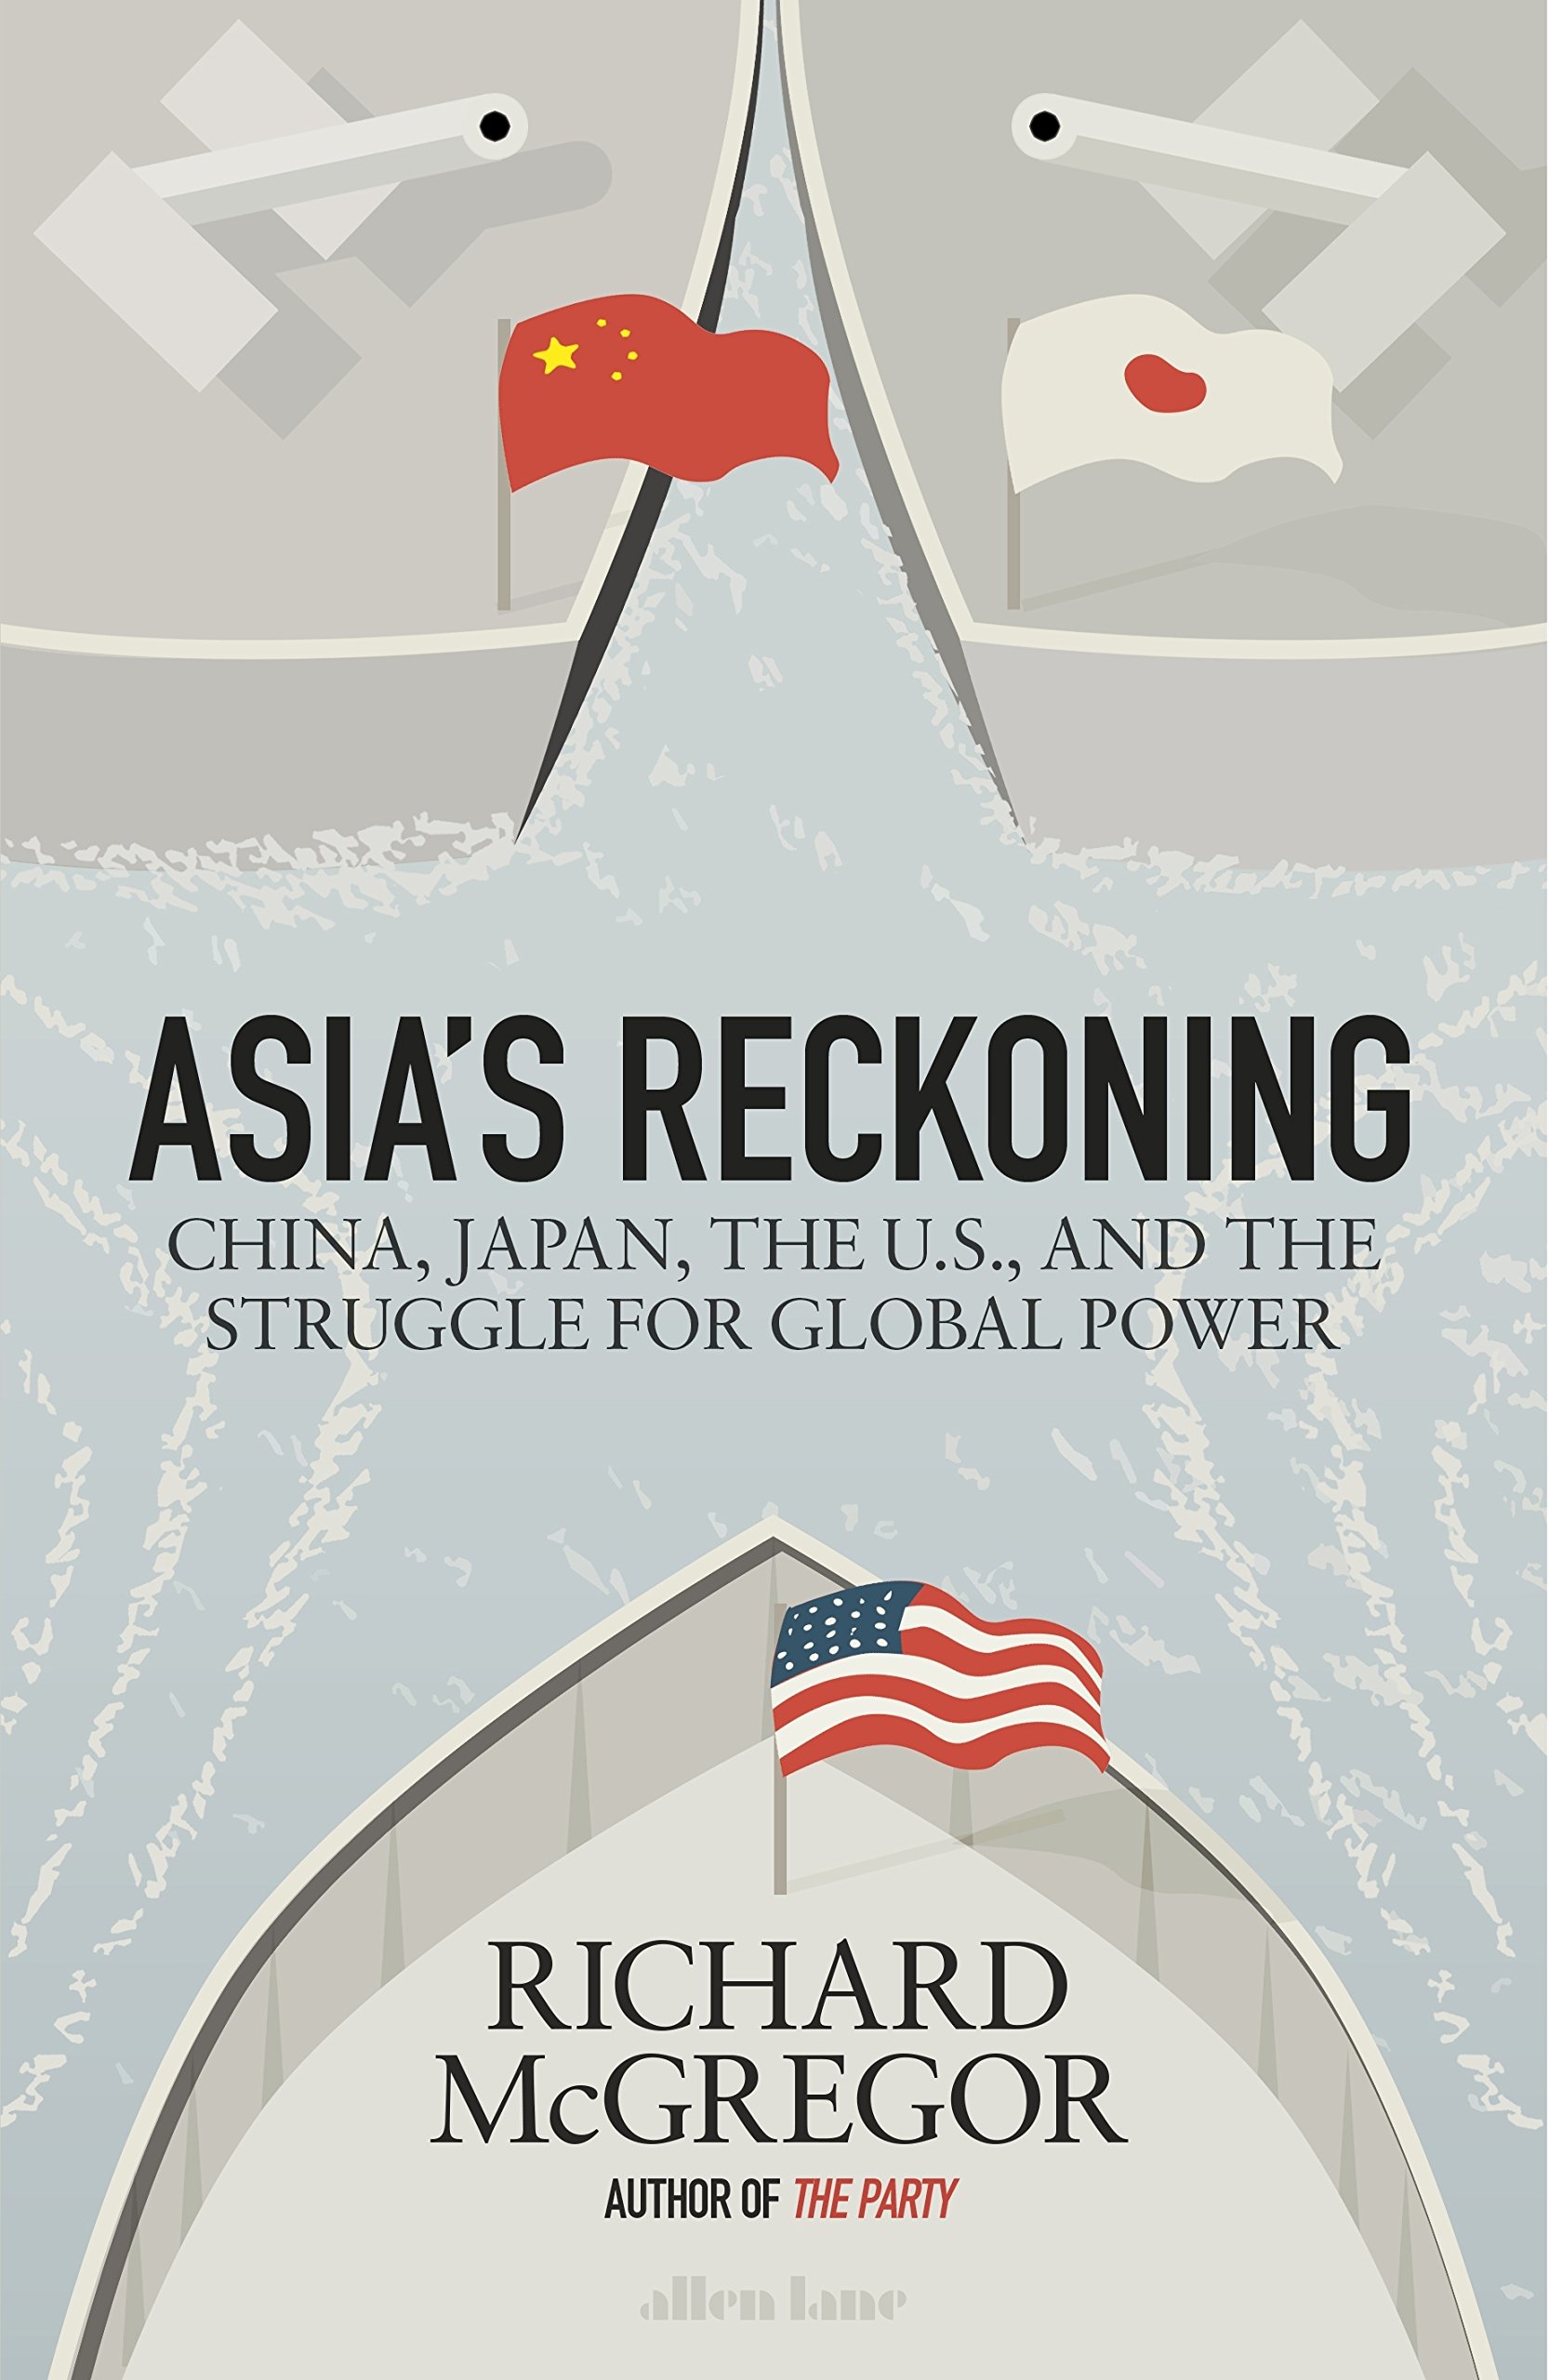 ASIA'S RECKONING
CHINA, JAPAN, THE U.S., AND THE
STRUGGLE FOR GLOBAL POWER
RICHARD
McGREGOR
AUTHOR OF THE PARTY
allen lane